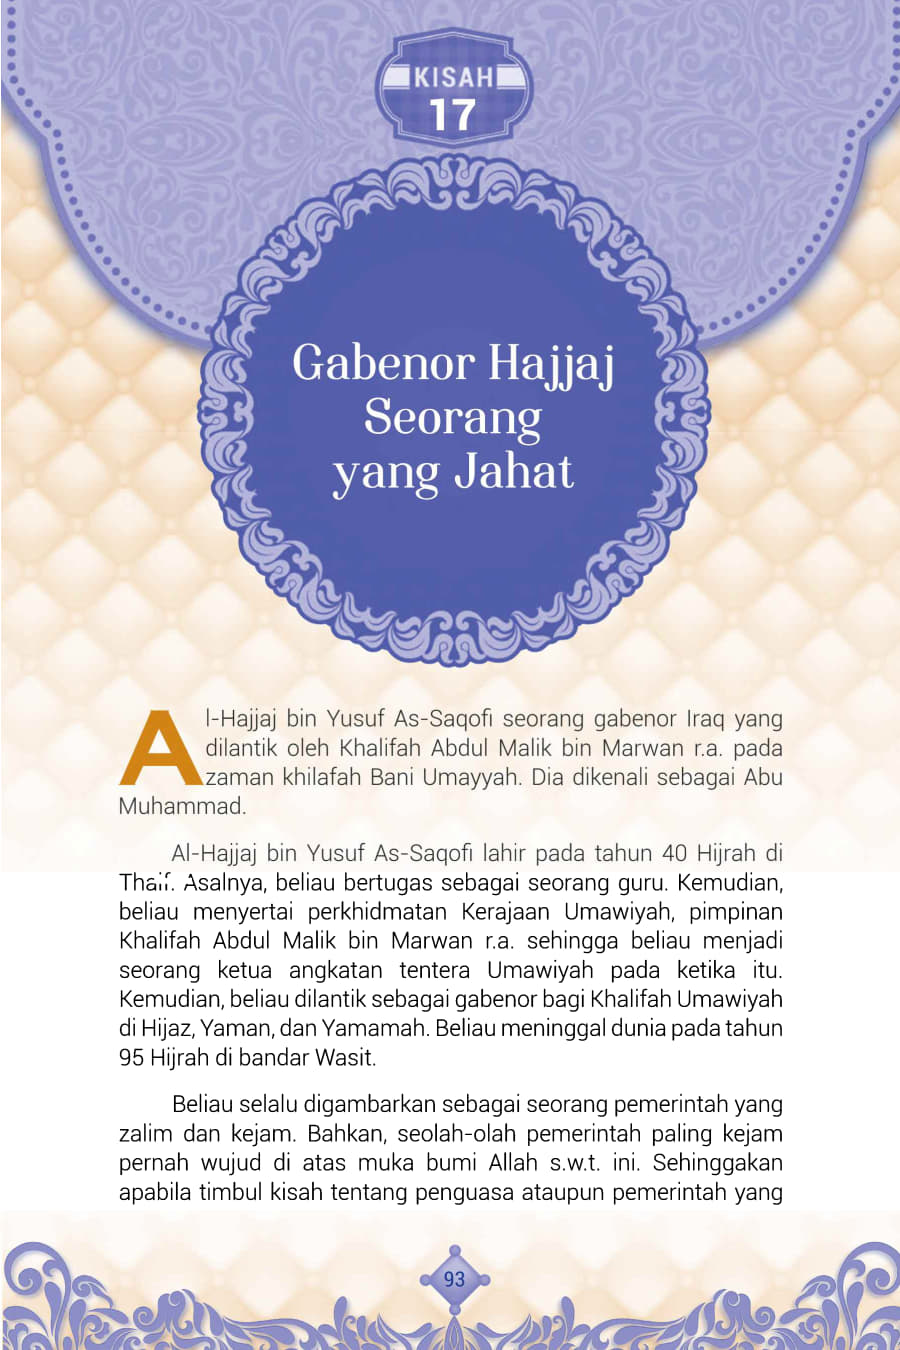 KISAH
17
Gabenor Hajjaj
Seorang
yang Jahat
Al-Hajjaj bin Yusuf As-Saqofi seorang gabenor Iraq yang
dilantik oleh Khalifah Abdul Malik bin Marwan r.a. pada
zaman khilafah Bani Umayyah. Dia dikenali sebagai Abu
Muhammad.
Al-Hajjaj bin Yusuf As-Saqofi lahir pada tahun 40 Hijrah di
Thaif. Asalnya, beliau bertugas sebagai seorang guru. Kemudian,
beliau menyertai perkhidmatan Kerajaan Umawiyah, pimpinan
Khalifah Abdul Malik bin Marwan r.a. sehingga beliau menjadi
seorang ketua angkatan tentera Umawiyah pada ketika itu.
Kemudian, beliau dilantik sebagai gabenor bagi Khalifah Umawiyah
di Hijaz, Yaman, dan Yamamah. Beliau meninggal dunia pada tahun
95 Hijrah di bandar Wasit.
Beliau selalu digambarkan sebagai seorang pemerintah yang
zalim dan kejam. Bahkan, seolah-olah pemerintah paling kejam
pernah wujud di atas muka bumi Allah s.w.t. ini. Sehinggakan
apabila timbul kisah tentang penguasa ataupun pemerintah yang
93